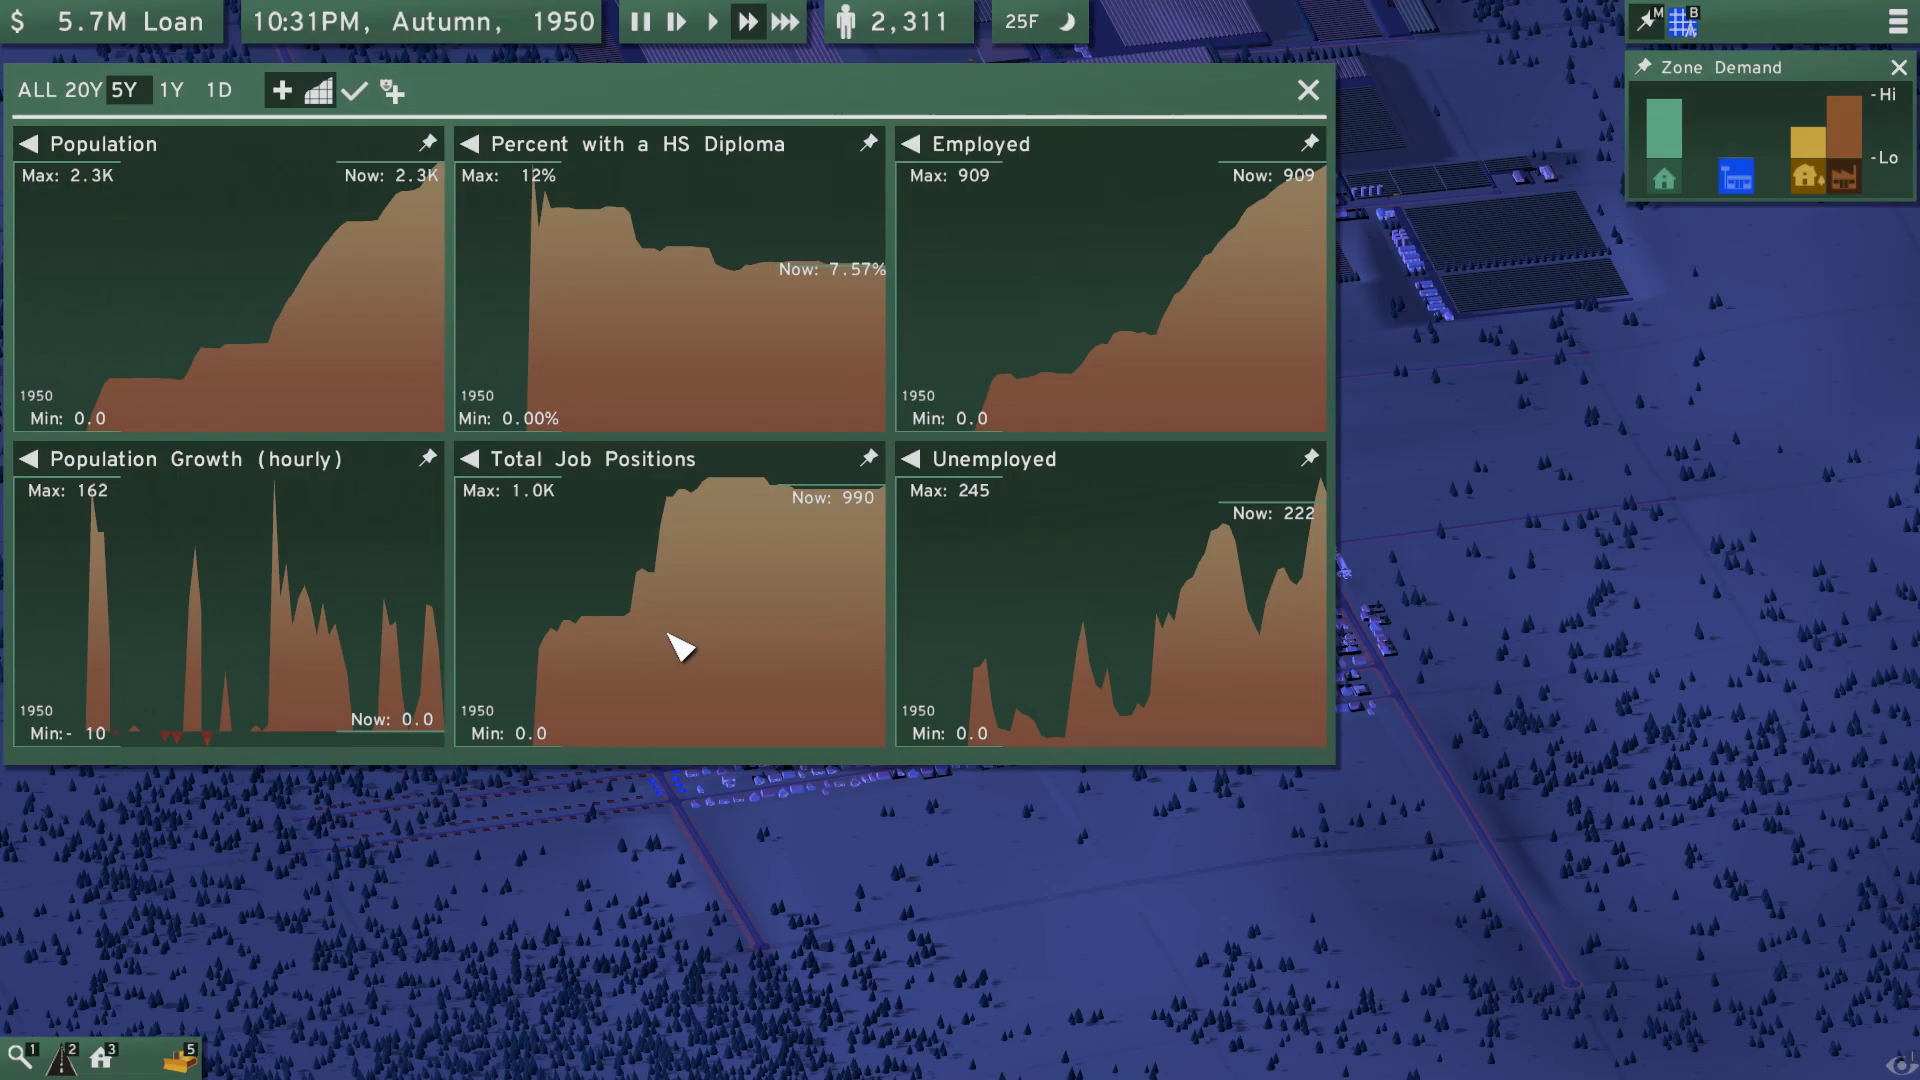 $ 5.7M Loan
10:31PM, Autumn, 1950
2,311
25F
M
B
ALL 20Y 5Y 1Y 1D
Zone Demand
-Hi
-Lo
Population
Max: 2.3K
Now: 2.3K
1950
Min: 0.0
Percent with a HS Diploma
Max: 12%
Now: 7.57%
1950
Min: 0.00%
Employed
Max: 909
Now: 909
1950
Min: 0.0
Population Growth (hourly)
Max: 162
Now: 0.0
1950
Min:- 10
Total Job Positions
Max: 1.0K
Now: 990
1950
Min: 0.0
Unemployed
Max: 245
Now: 222
1950
Min: 0.0
1
2
3
5